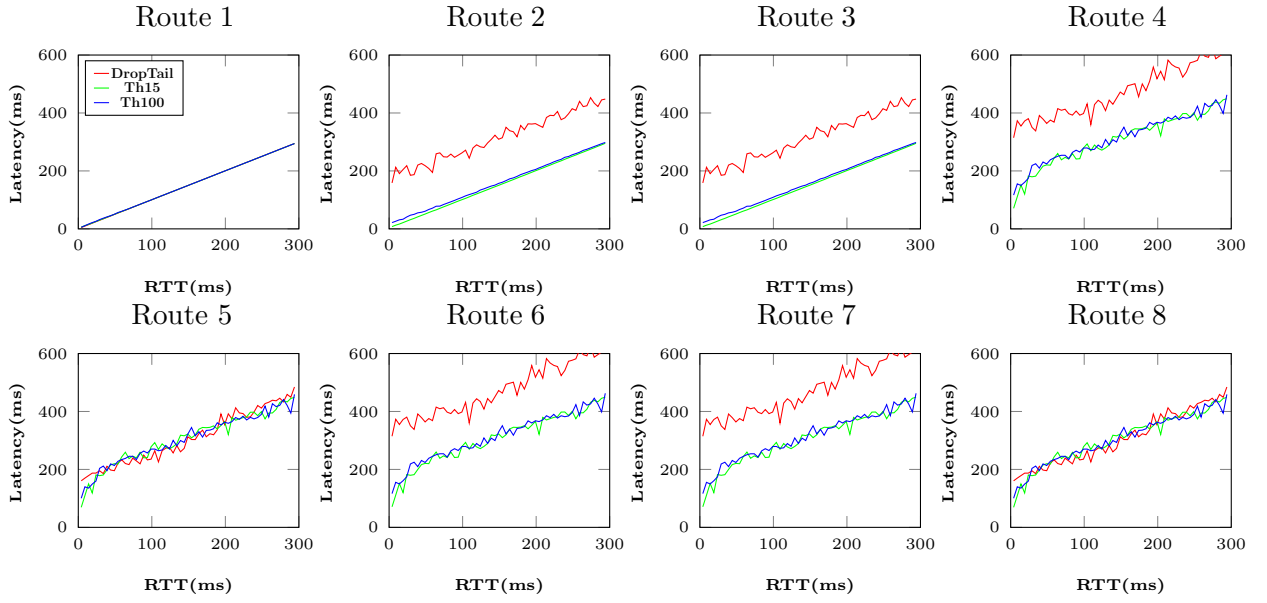 Route 1
Route 2
Route 3
Route 4
600
400
200
0
0
100
200
300
Latency(ms)
RTT(ms)
DropTail
Th15
Th100
600
400
200
0
0
100
200
300
Latency(ms)
RTT(ms)
600
400
200
0
0
100
200
300
Latency(ms)
RTT(ms)
600
400
200
0
0
100
200
300
Latency(ms)
RTT(ms)
Route 5
Route 6
Route 7
Route 8
600
400
200
0
0
100
200
300
Latency(ms)
RTT(ms)
600
400
200
0
0
100
200
300
Latency(ms)
RTT(ms)
600
400
200
0
0
100
200
300
Latency(ms)
RTT(ms)
600
400
200
0
0
100
200
300
Latency(ms)
RTT(ms)